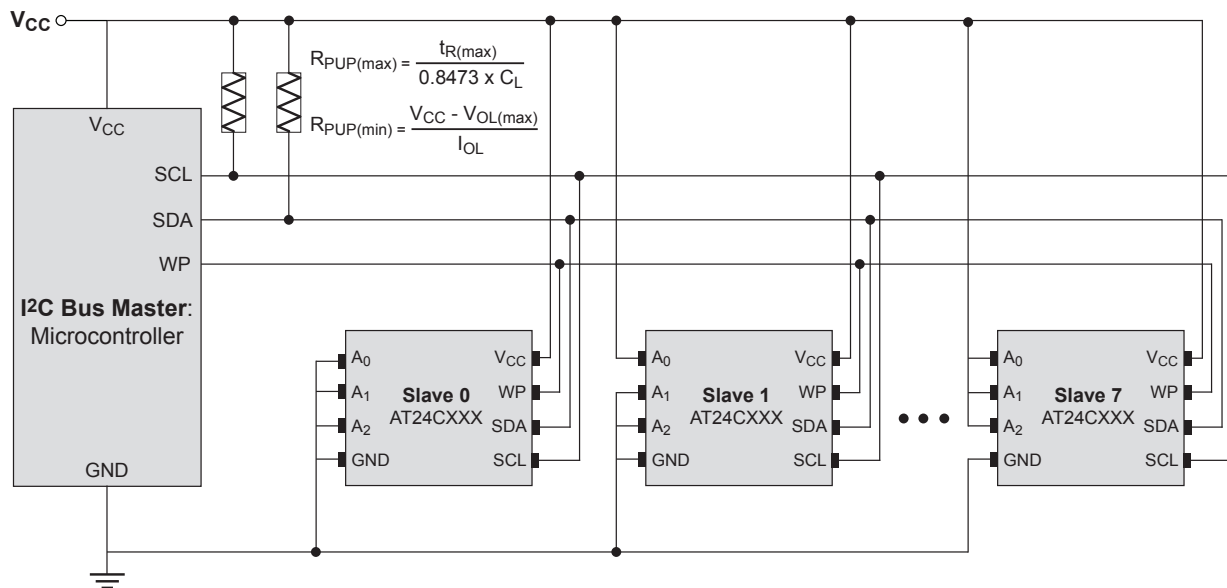 VCC
RPUP(max) = tR(max)
0.8473 x CL
RPUP(min) = VCC - VOL(max)
IOL
VCC
SCL
SDA
WP
I2C Bus Master:
Microcontroller
GND
A0
A1
A2
GND
Slave 0
AT24CXXX
VCC
WP
SDA
SCL
A0
A1
A2
GND
Slave 1
AT24CXXX
VCC
WP
SDA
SCL
A0
A1
A2
GND
Slave 7
AT24CXXX
VCC
WP
SDA
SCL